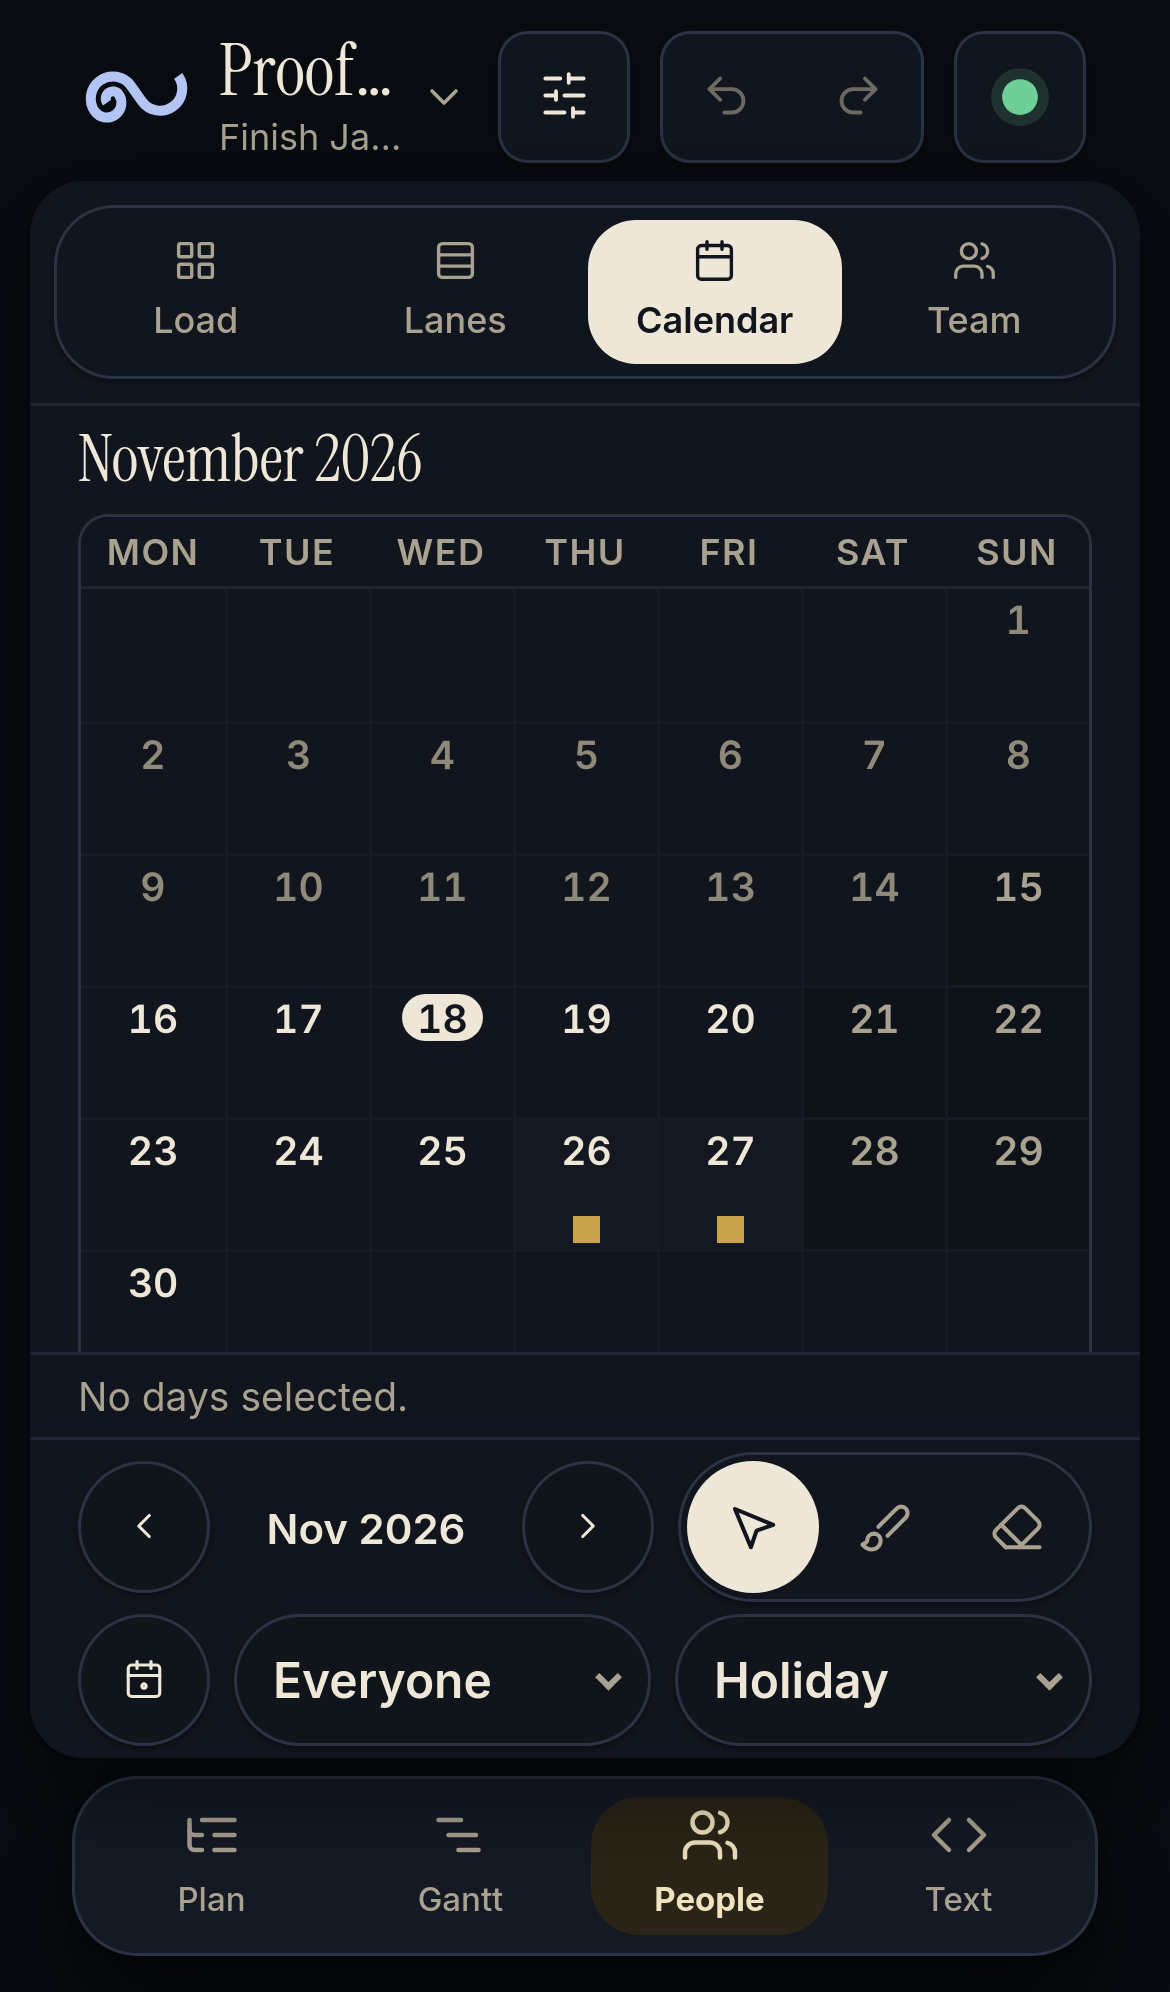 Proof...
Finish Ja...
Load Lanes Calendar Team
November 2026
MON TUE WED THU FRI SAT SUN
1
2 3 4 5 6 7 8
9 10 11 12 13 14 15
16 17 18 19 20 21 22
23 24 25 26 27 28 29
30
No days selected.
Nov 2026
Everyone Holiday
Plan Gantt People Text